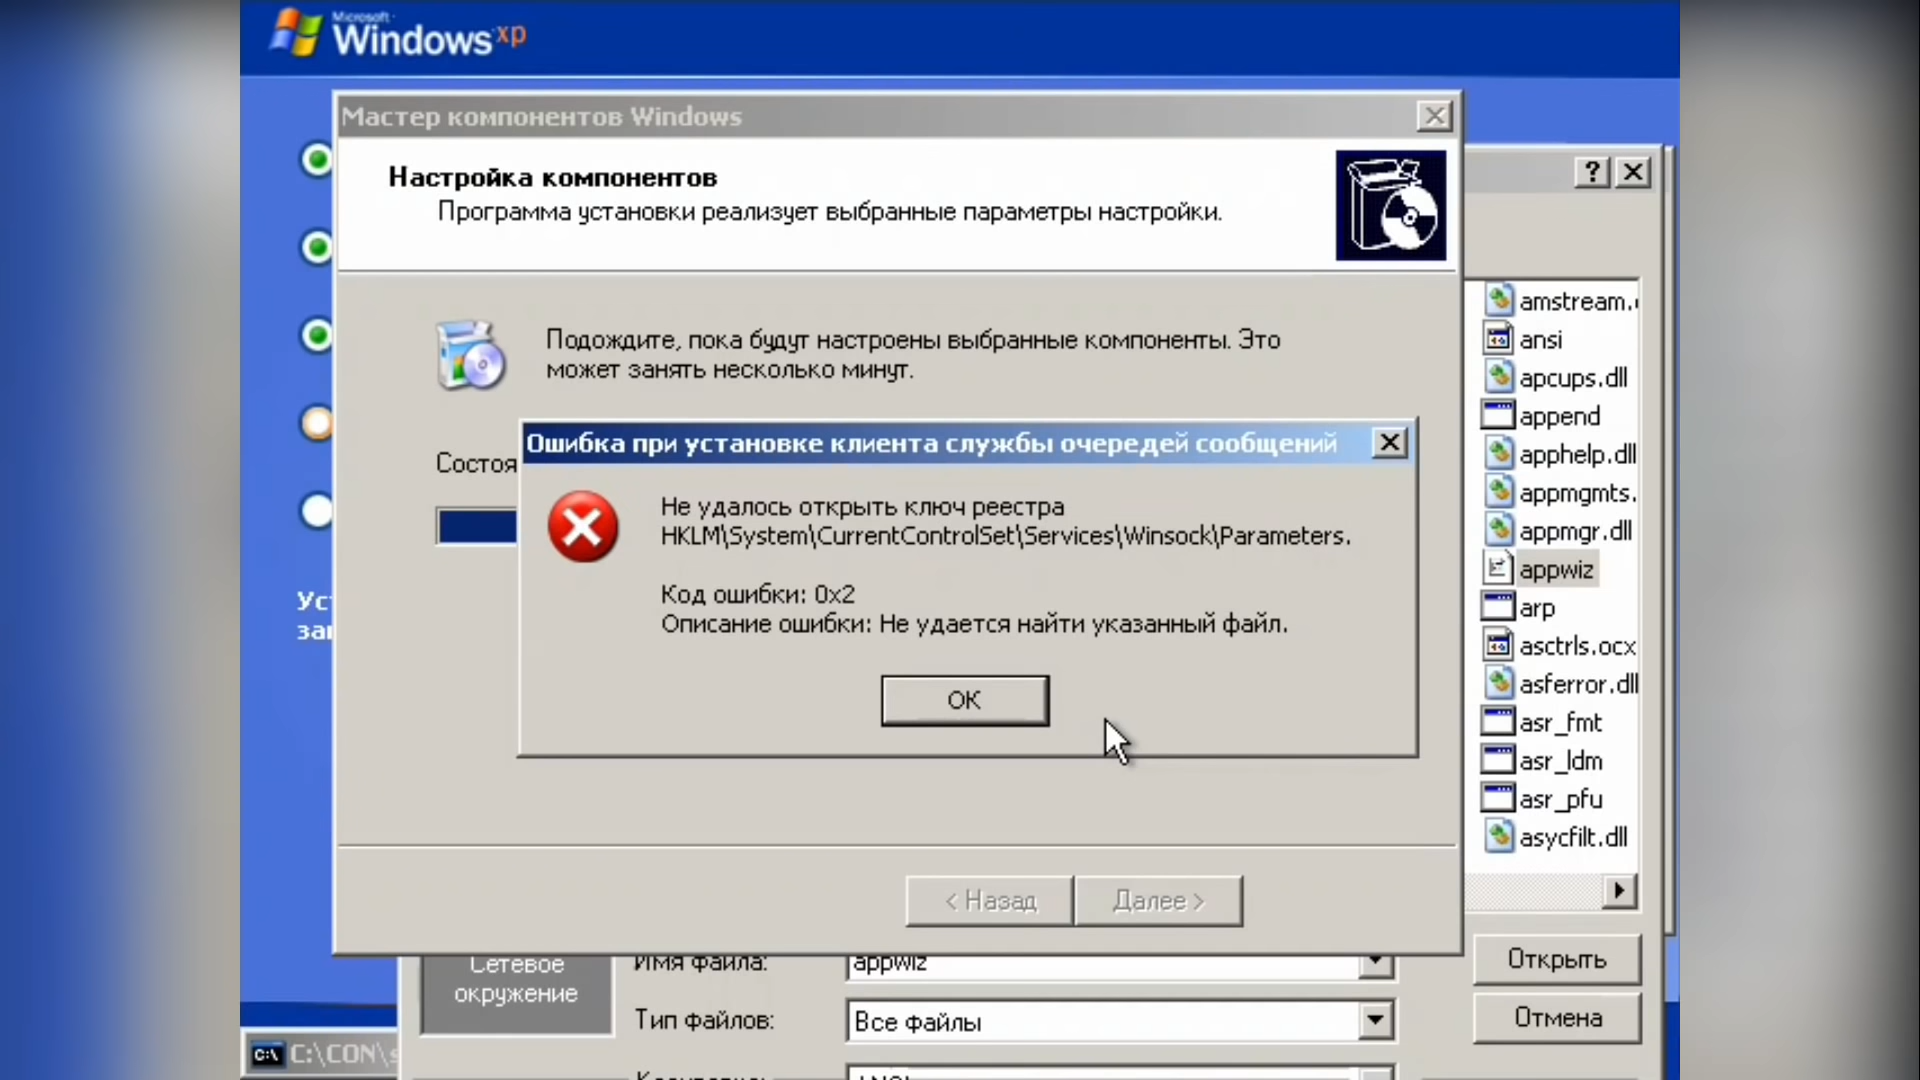 Microsoft
Windows xp
Мастер компонентов Windows
Настройка компонентов
Программа установки реализует выбранные параметры настройки.
Подождите, пока будут настроены выбранные компоненты. Это
может занять несколько минут.
Ошибка при установке клиента службы очередей сообщений
Не удалось открыть ключ реестра
HKLM\System\CurrentControlSet\Services\Winsock\Parameters.
Код ошибки: 0x2
Описание ошибки: Не удается найти указанный файл.
OK
< Назад
Далее >
ansi
apcups.dll
append
apphelp.dll
appmgmts.
appmgr.dll
appwiz
arp
asctrls.ocx
asferror.dll
asr_fmt
asr_ldm
asr_pfu
asycfilt.dll
Сетевое
окружение
Имя файла:
appwiz
Открыть
Тип файлов:
Все файлы
Отмена
C:\CON\